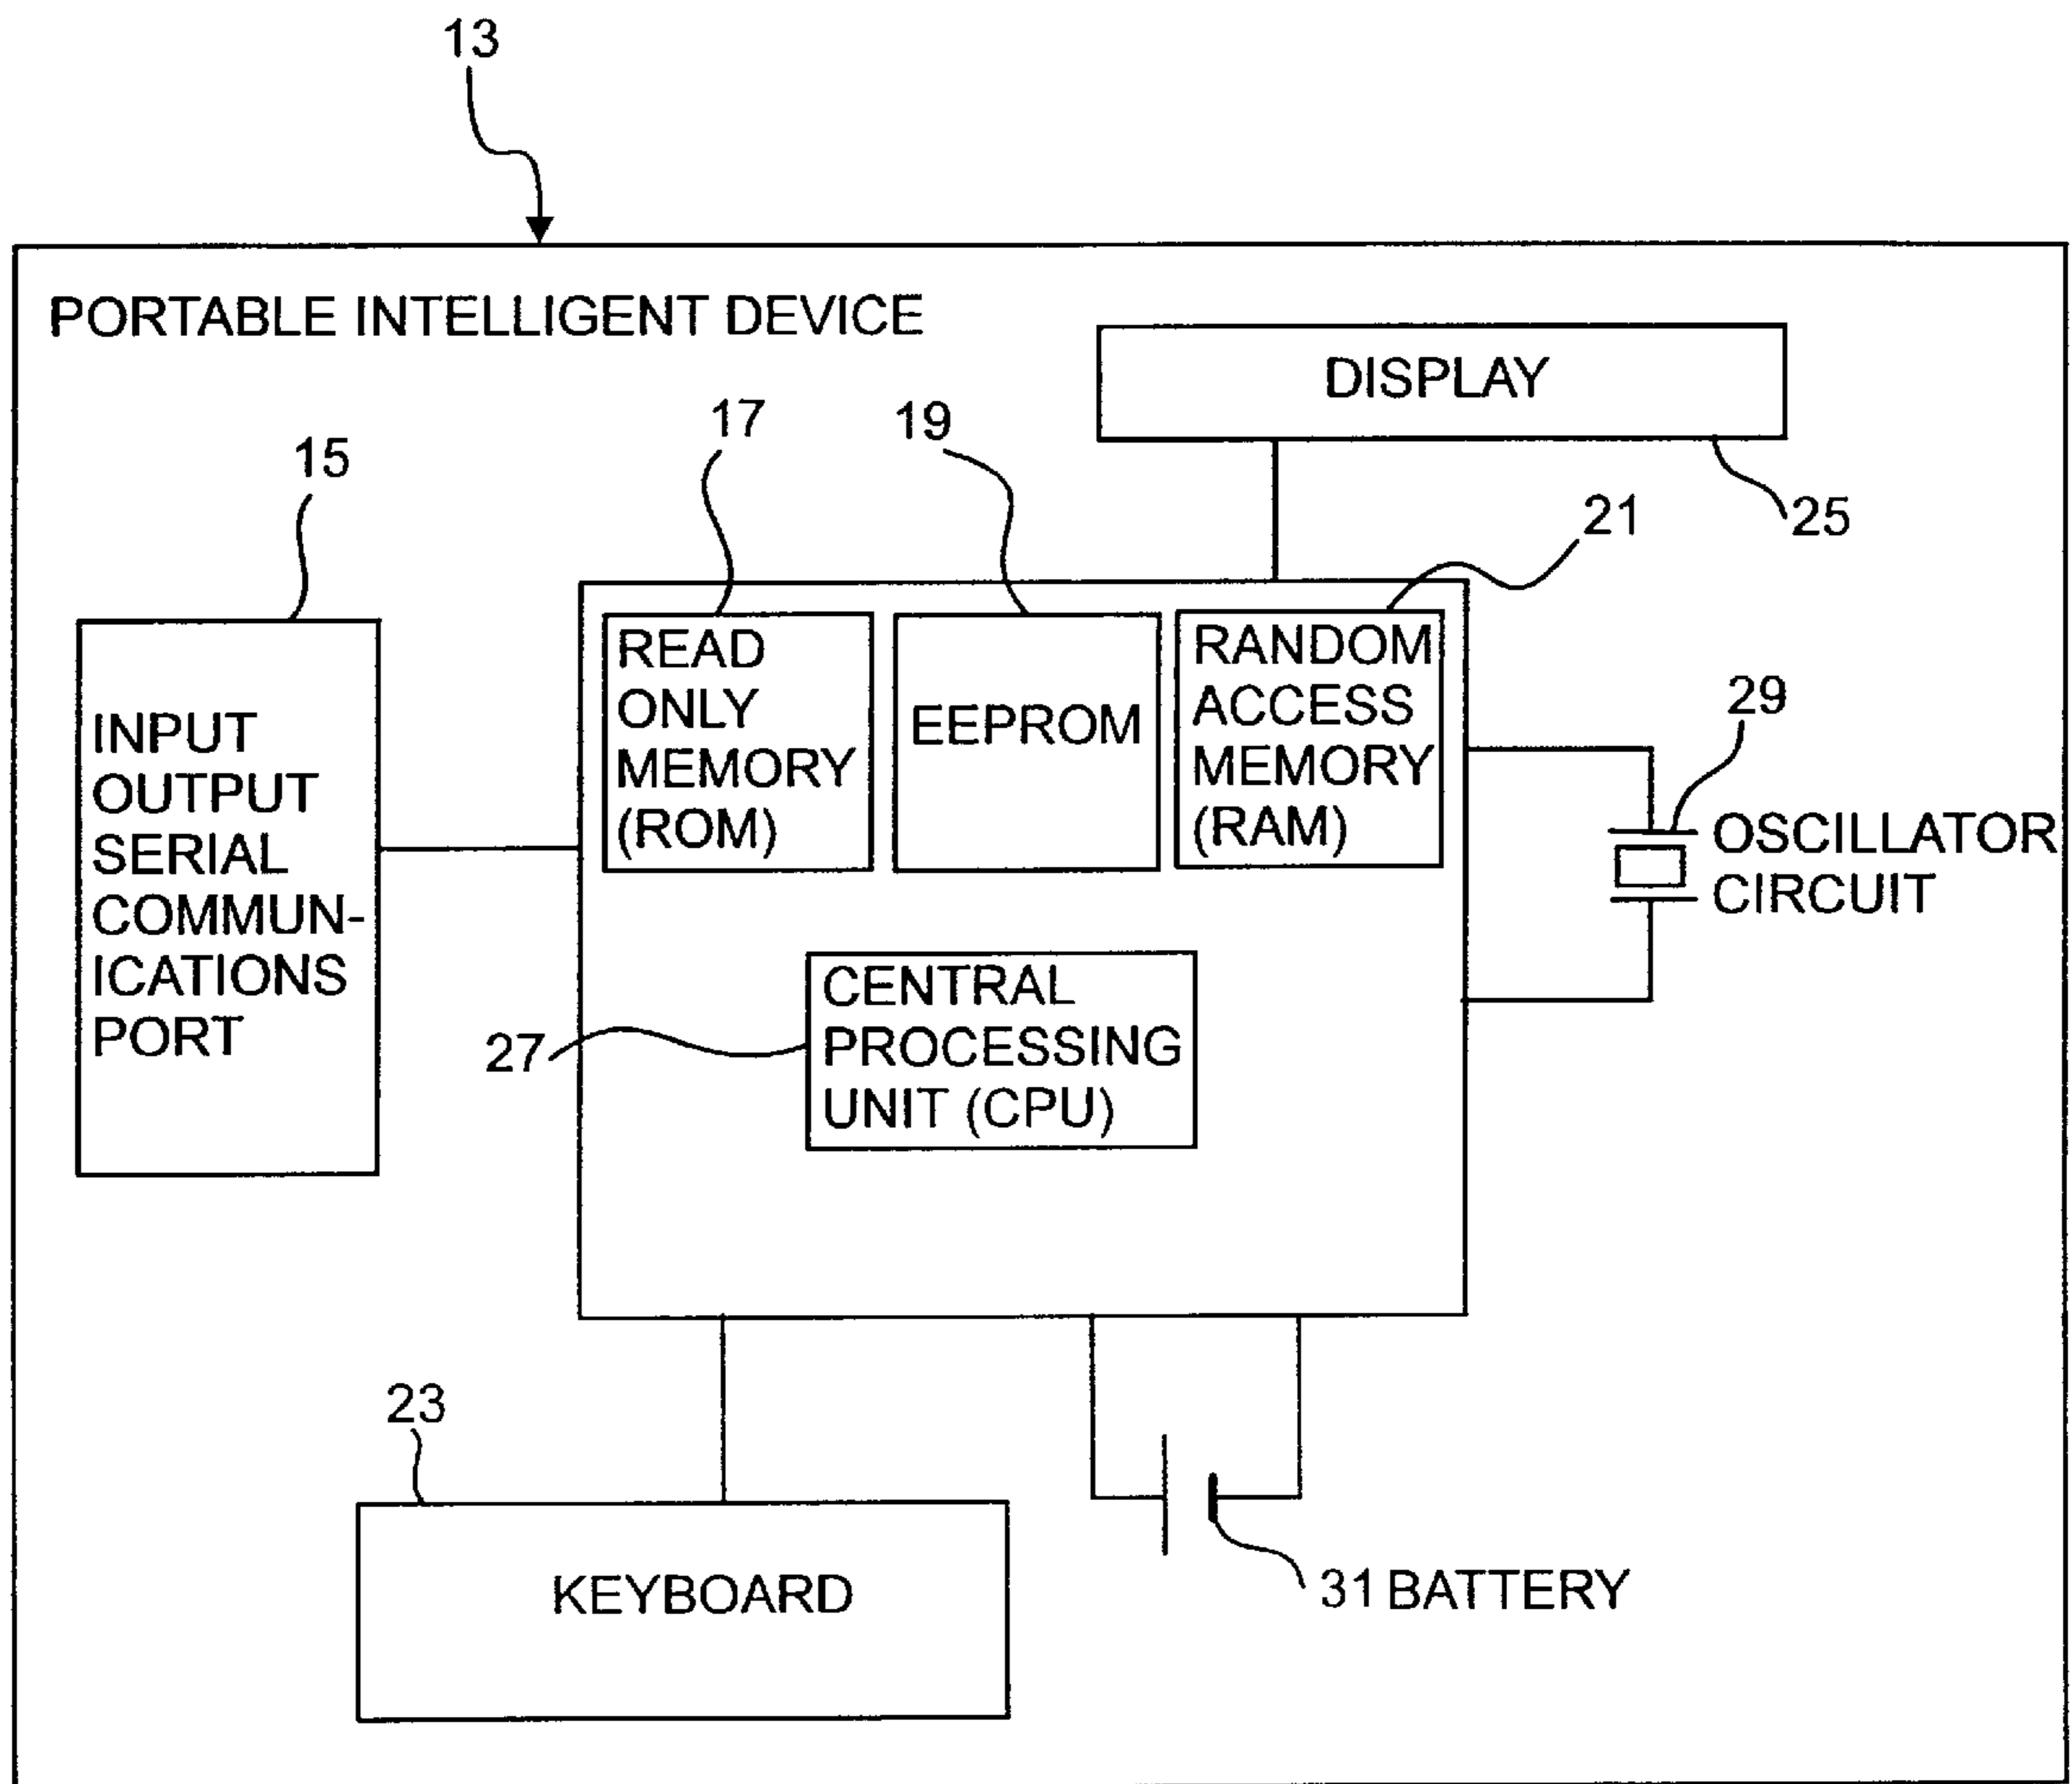 13
PORTABLE INTELLIGENT DEVICE
DISPLAY
25
15
17
19
21
INPUT
OUTPUT
SERIAL
COMMUN-
ICATIONS
PORT
READ
ONLY
MEMORY
(ROM)
EEPROM
RANDOM
ACCESS
MEMORY
(RAM)
29
OSCILLATOR
CIRCUIT
27
CENTRAL
PROCESSING
UNIT (CPU)
23
KEYBOARD
31 BATTERY